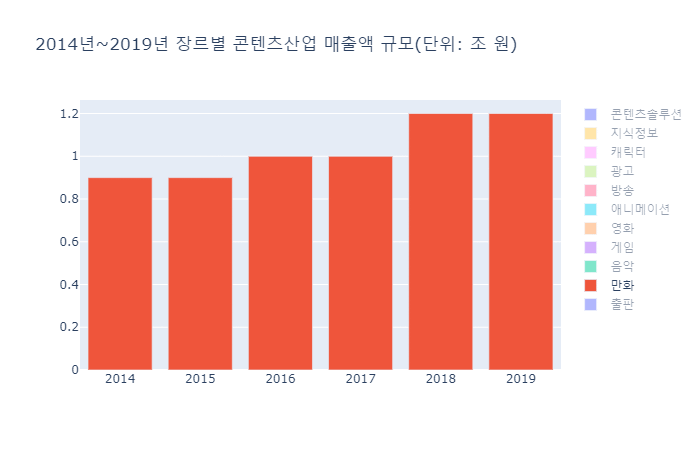 2014년~2019년 장르별 콘텐츠산업 매출액 규모(단위: 조 원)
1.2
1
0.8
0.6
0.4
0.2
0
2014 2015 2016 2017 2018 2019
콘텐츠솔루션
지식정보
캐릭터
광고
방송
애니메이션
영화
게임
음악
만화
출판